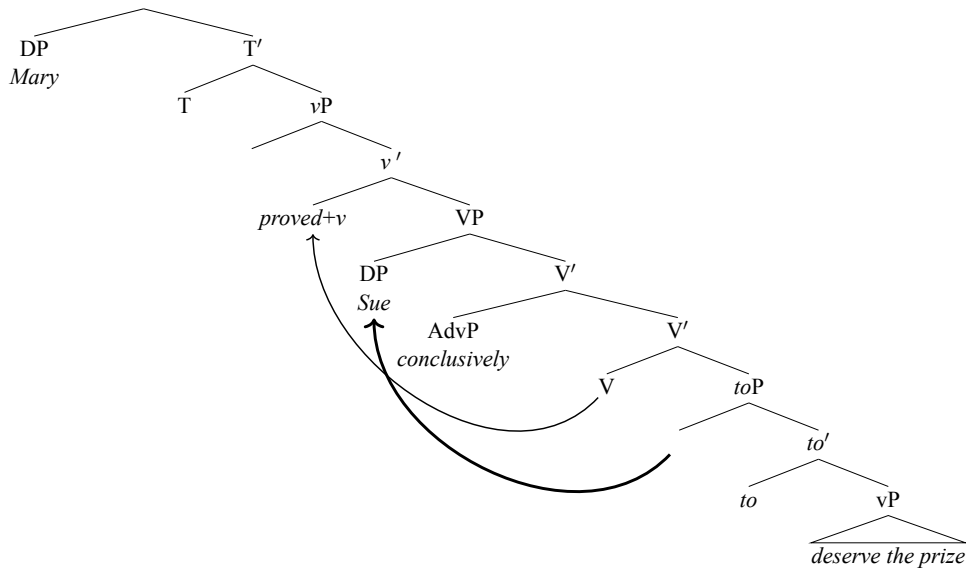 DP T′
Mary
T vP
v′
proved+v VP
DP V′
Sue
AdvP V′
conclusively
V toP
to′
to vP
deserve the prize